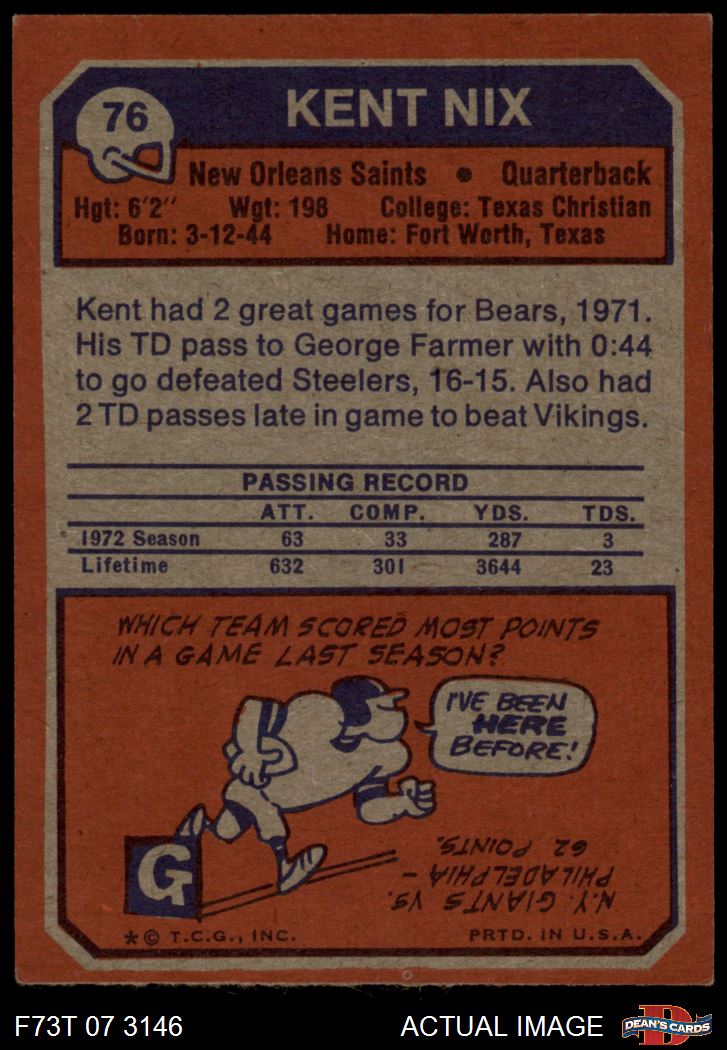 76
KENT NIX
New Orleans Saints • Quarterback
Hgt: 6'2" Wgt: 198 College: Texas Christian
Born: 3-12-44 Home: Fort Worth, Texas
Kent had 2 great games for Bears, 1971.
His TD pass to George Farmer with 0:44
to go defeated Steelers, 16-15. Also had
2 TD passes late in game to beat Vikings.
PASSING RECORD
ATT. COMP. YDS. TDS.
1972 Season 63 33 287 3
Lifetime 632 301 3644 23
WHICH TEAM SCORED MOST POINTS
IN A GAME LAST SEASON?
I'VE BEEN
HERE
BEFORE!
G
N.Y. GIANTS VS.
PHILADELPHIA –
62 POINTS.
* © T.C.G., INC. PRTD. IN U.S.A.
F73T 07 3146 ACTUAL IMAGE
D
DEAN'S CARDS